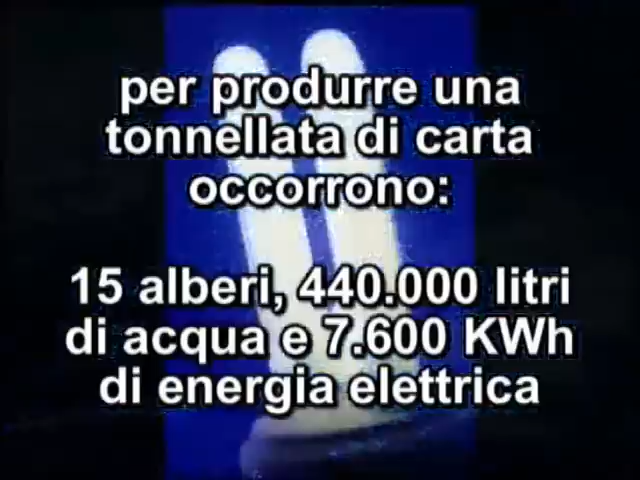 per produrre una
tonnellata di carta
occorrono:
15 alberi, 440.000 litri
di acqua e 7.600 KWh
di energia elettrica